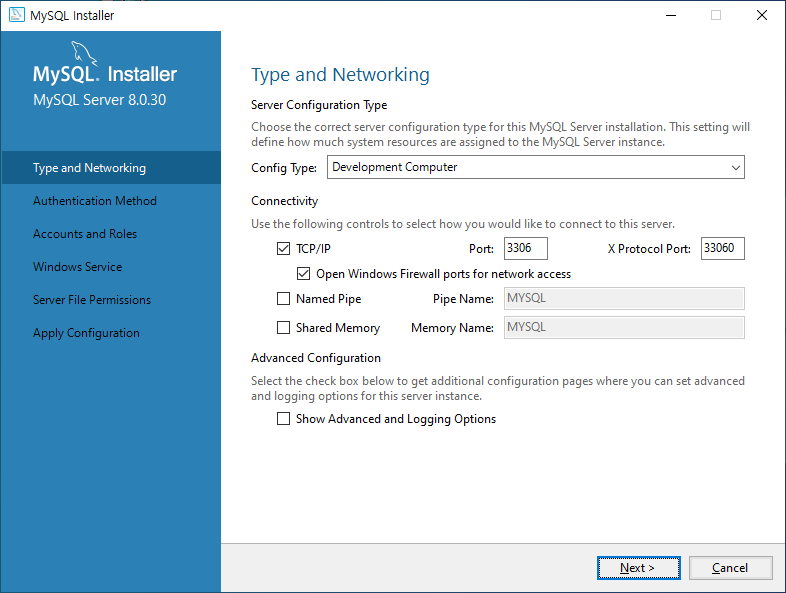 MySQL Installer
MySQL. Installer
MySQL Server 8.0.30
Type and Networking
Authentication Method
Accounts and Roles
Windows Service
Server File Permissions
Apply Configuration
Type and Networking
Server Configuration Type
Choose the correct server configuration type for this MySQL Server installation. This setting will
define how much system resources are assigned to the MySQL Server instance.
Config Type: Development Computer
Connectivity
Use the following controls to select how you would like to connect to this server.
TCP/IP Port: 3306 X Protocol Port: 33060
Open Windows Firewall ports for network access
Named Pipe Pipe Name: MYSQL
Shared Memory Memory Name: MYSQL
Advanced Configuration
Select the check box below to get additional configuration pages where you can set advanced
and logging options for this server instance.
Show Advanced and Logging Options
Next > Cancel